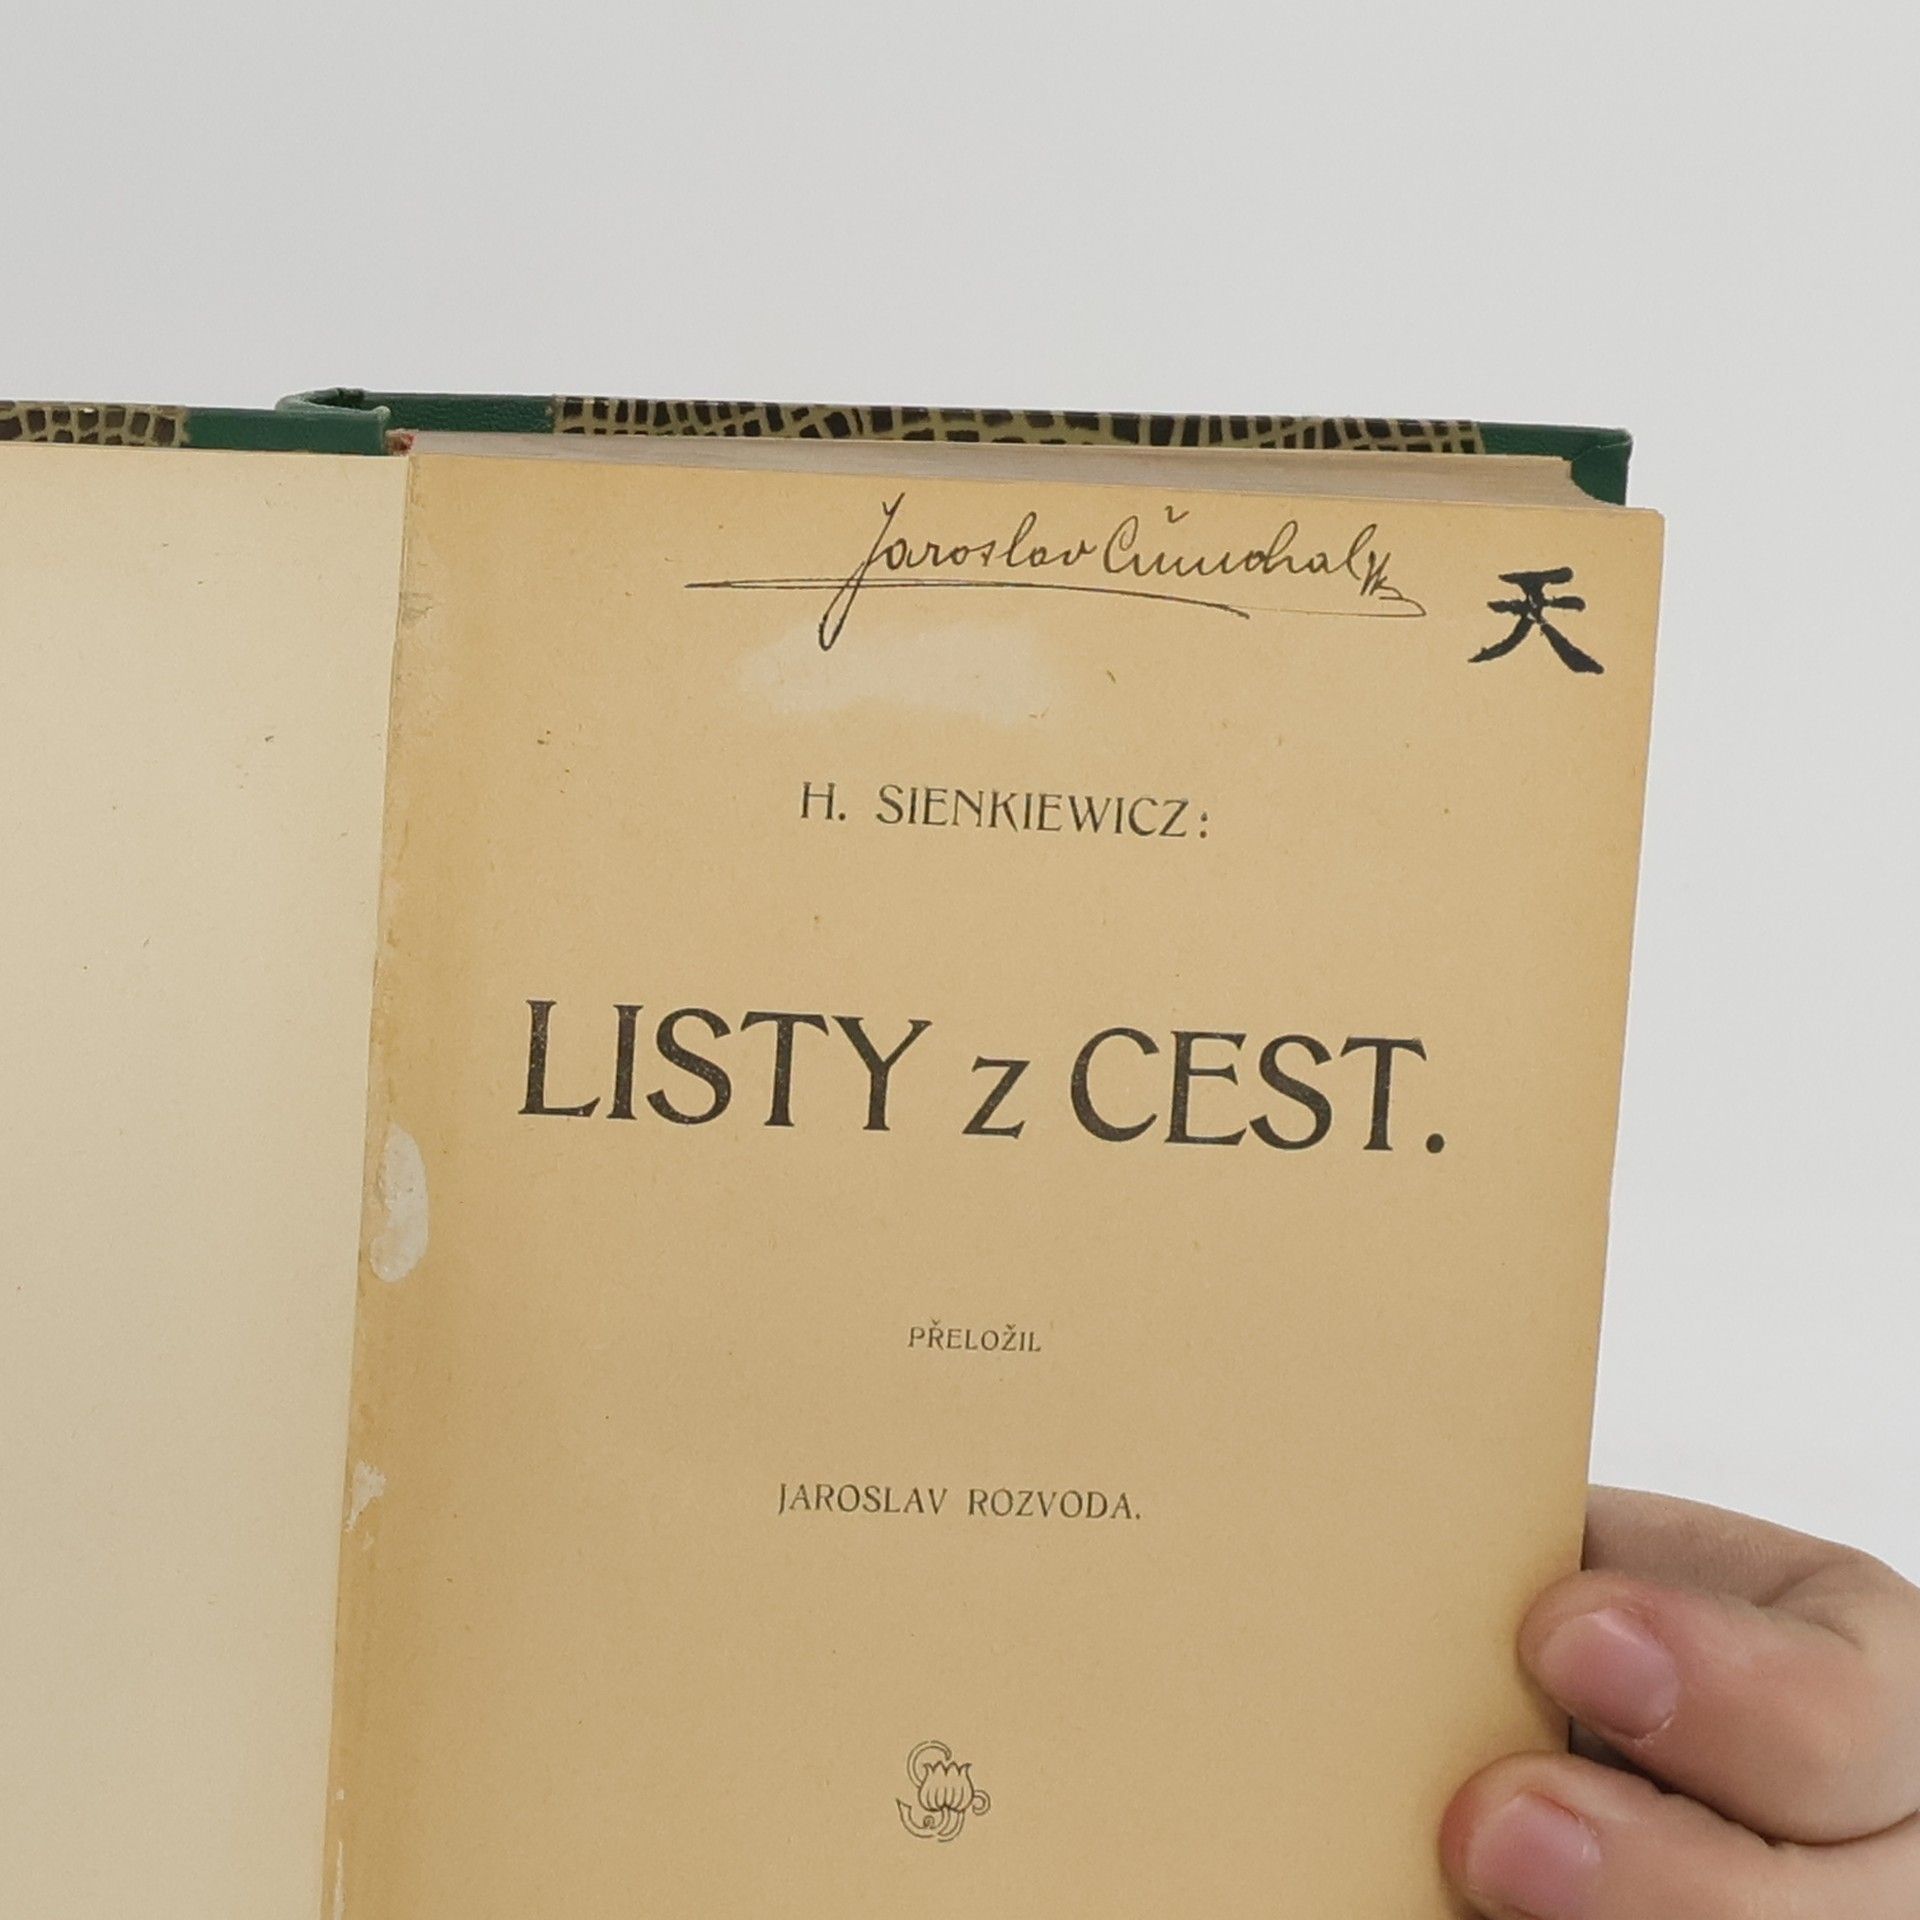 Jaroslav Čumchal
天
H. SIENKIEWICZ:
LISTY z CEST.
PŘELOŽIL
JAROSLAV ROZVODA.